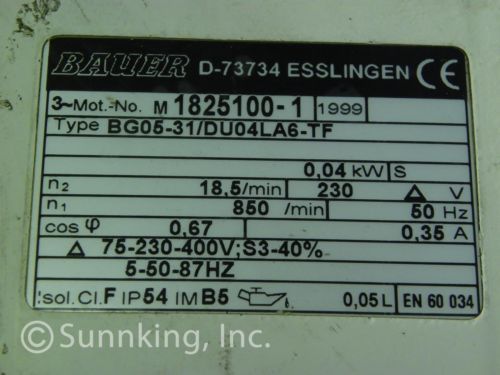 BAUER D-73734 ESSLINGEN CE
3~Mot.-No. M 1825100-1 1999
Type BG05-31/DU04LA6-TF
0,04 kW S
n2 18,5/min 230 Δ V
n1 850 /min 50 Hz
cos φ 0,67 0,35 A
Δ 75-230-400V;S3-40%
5-50-87HZ
Isol.Cl.F IP54 IM B5 0,05 L EN 60 034
© Sunnking, Inc.